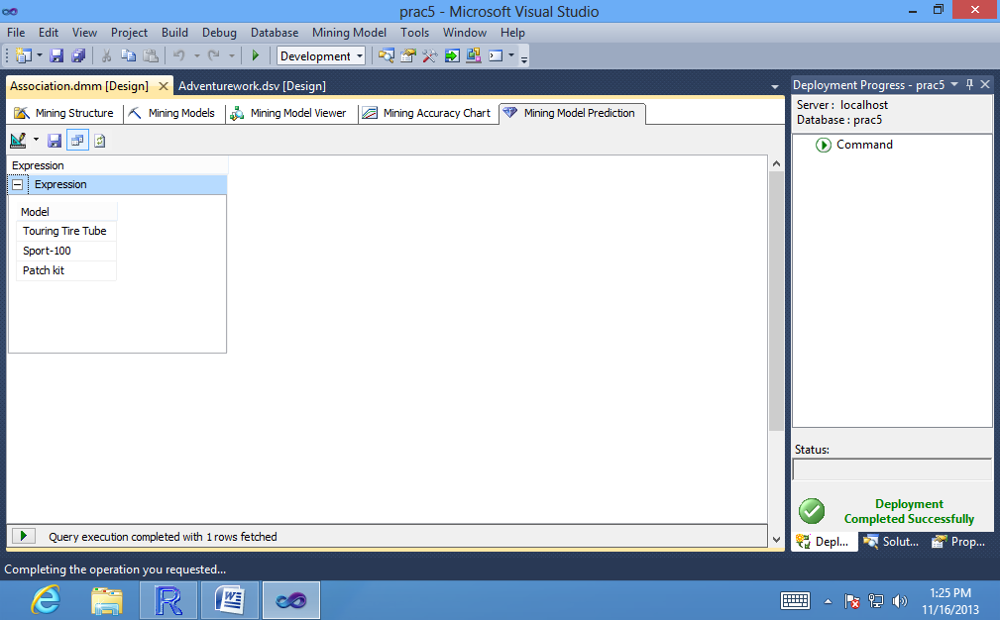 prac5 - Microsoft Visual Studio
File Edit View Project Build Debug Database Mining Model Tools Window Help
Development
Association.dmm [Design] Adventurework.dsv [Design]
Mining Structure Mining Models Mining Model Viewer Mining Accuracy Chart Mining Model Prediction
Expression
Expression
Model
Touring Tire Tube
Sport-100
Patch kit
Query execution completed with 1 rows fetched
Deployment Progress - prac5
Server : localhost
Database : prac5
Command
Status:
Deployment
Completed Successfully
Depl... Solut... Prop...
Completing the operation you requested...
1:25 PM
11/16/2013